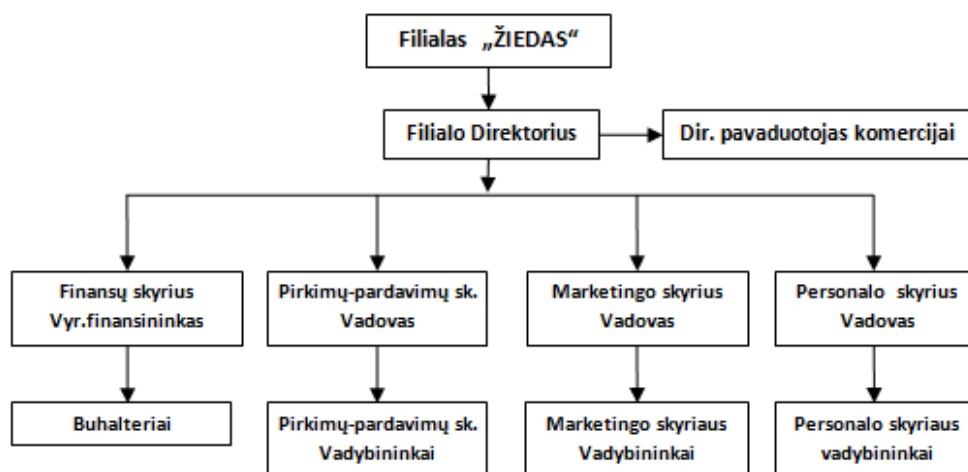 Filialas „ŽIEDAS“
Filialo Direktorius
Dir. pavaduotojas komercijai
Finansų skyrius
Vyr.finansininkas
Pirkimų-pardavimų sk.
Vadovas
Marketingo skyrius
Vadovas
Personalo skyrius
Vadovas
Buhalteriai
Pirkimų-pardavimų sk.
Vadybininkai
Marketingo skyriaus
Vadybininkai
Personalo skyriaus
vadybininkai